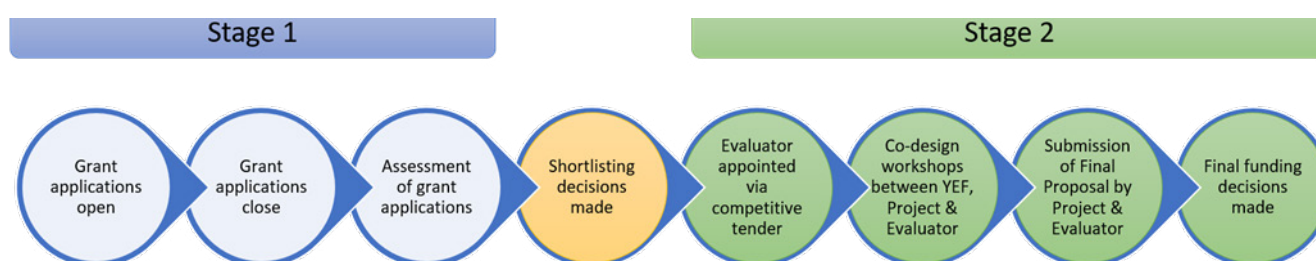 Stage 1
Stage 2
Grant
applications
open
Grant
applications
close
Assessment
of grant
applications
Shortlisting
decisions
made
Evaluator
appointed
via
competitive
tender
Co-design
workshops
between YEF,
Project &
Evaluator
Submission
of Final
Proposal by
Project &
Evaluator
Final funding
decisions
made